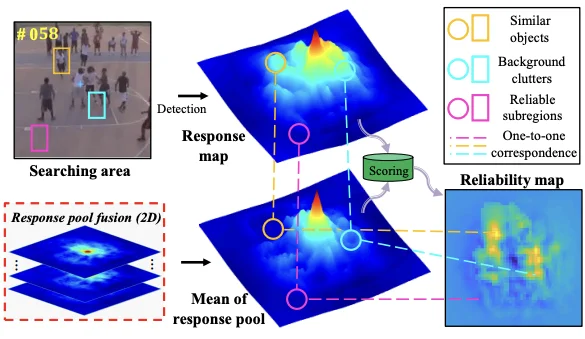 #058
Searching area
Detection
Response
map
Scoring
Similar
objects
Background
clutters
Reliable
subregions
One-to-one
correspondence
Reliability map
Response pool fusion (2D)
Mean of
response pool